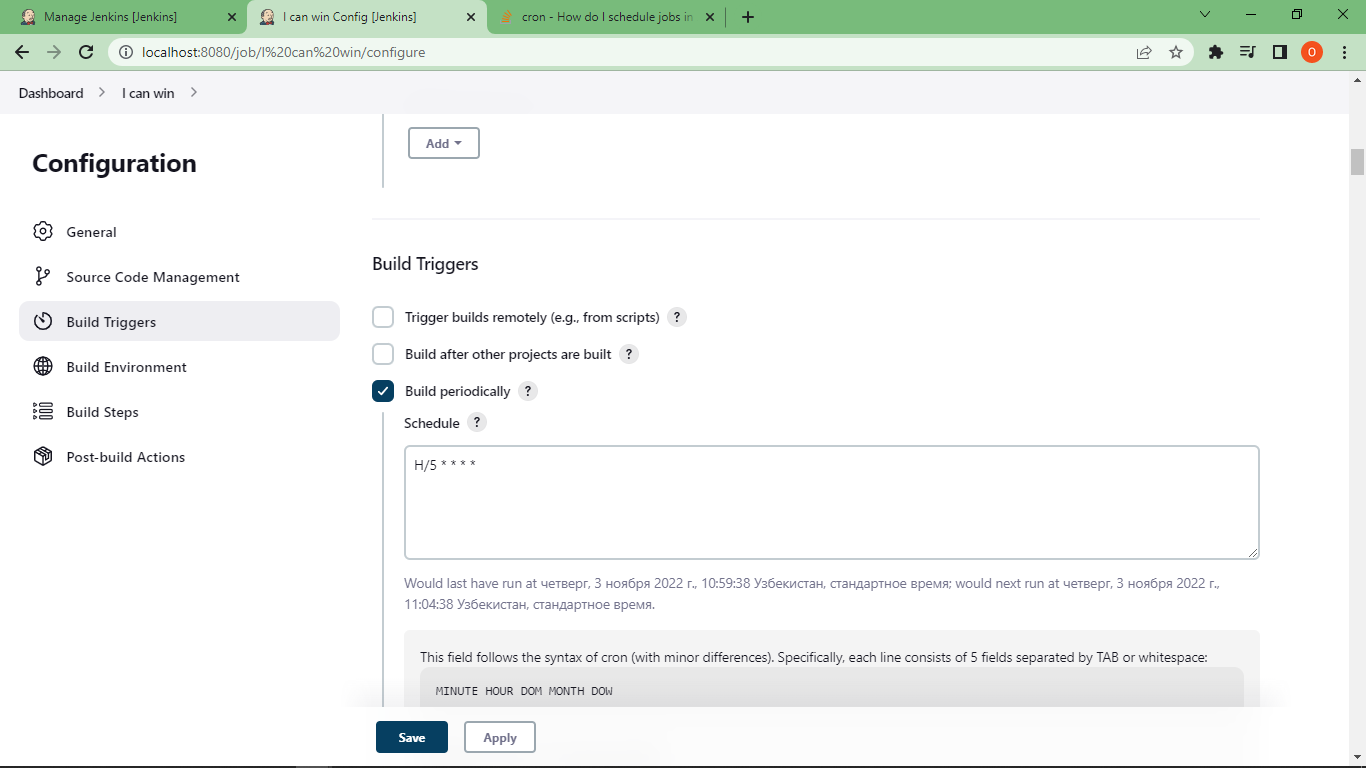 Manage Jenkins [Jenkins]
I can win Config [Jenkins]
cron - How do I schedule jobs in
localhost:8080/job/I%20can%20win/configure
O
Dashboard
I can win
Add
Configuration
General
Source Code Management
Build Triggers
Build Environment
Build Steps
Post-build Actions
Build Triggers
Trigger builds remotely (e.g., from scripts) ?
Build after other projects are built ?
Build periodically ?
Schedule ?
H/5 * * * *
Would last have run at четверг, 3 ноября 2022 г., 10:59:38 Узбекистан, стандартное время; would next run at четверг, 3 ноября 2022 г.,
11:04:38 Узбекистан, стандартное время.
This field follows the syntax of cron (with minor differences). Specifically, each line consists of 5 fields separated by TAB or whitespace:
MINUTE HOUR DOM MONTH DOW
Save
Apply